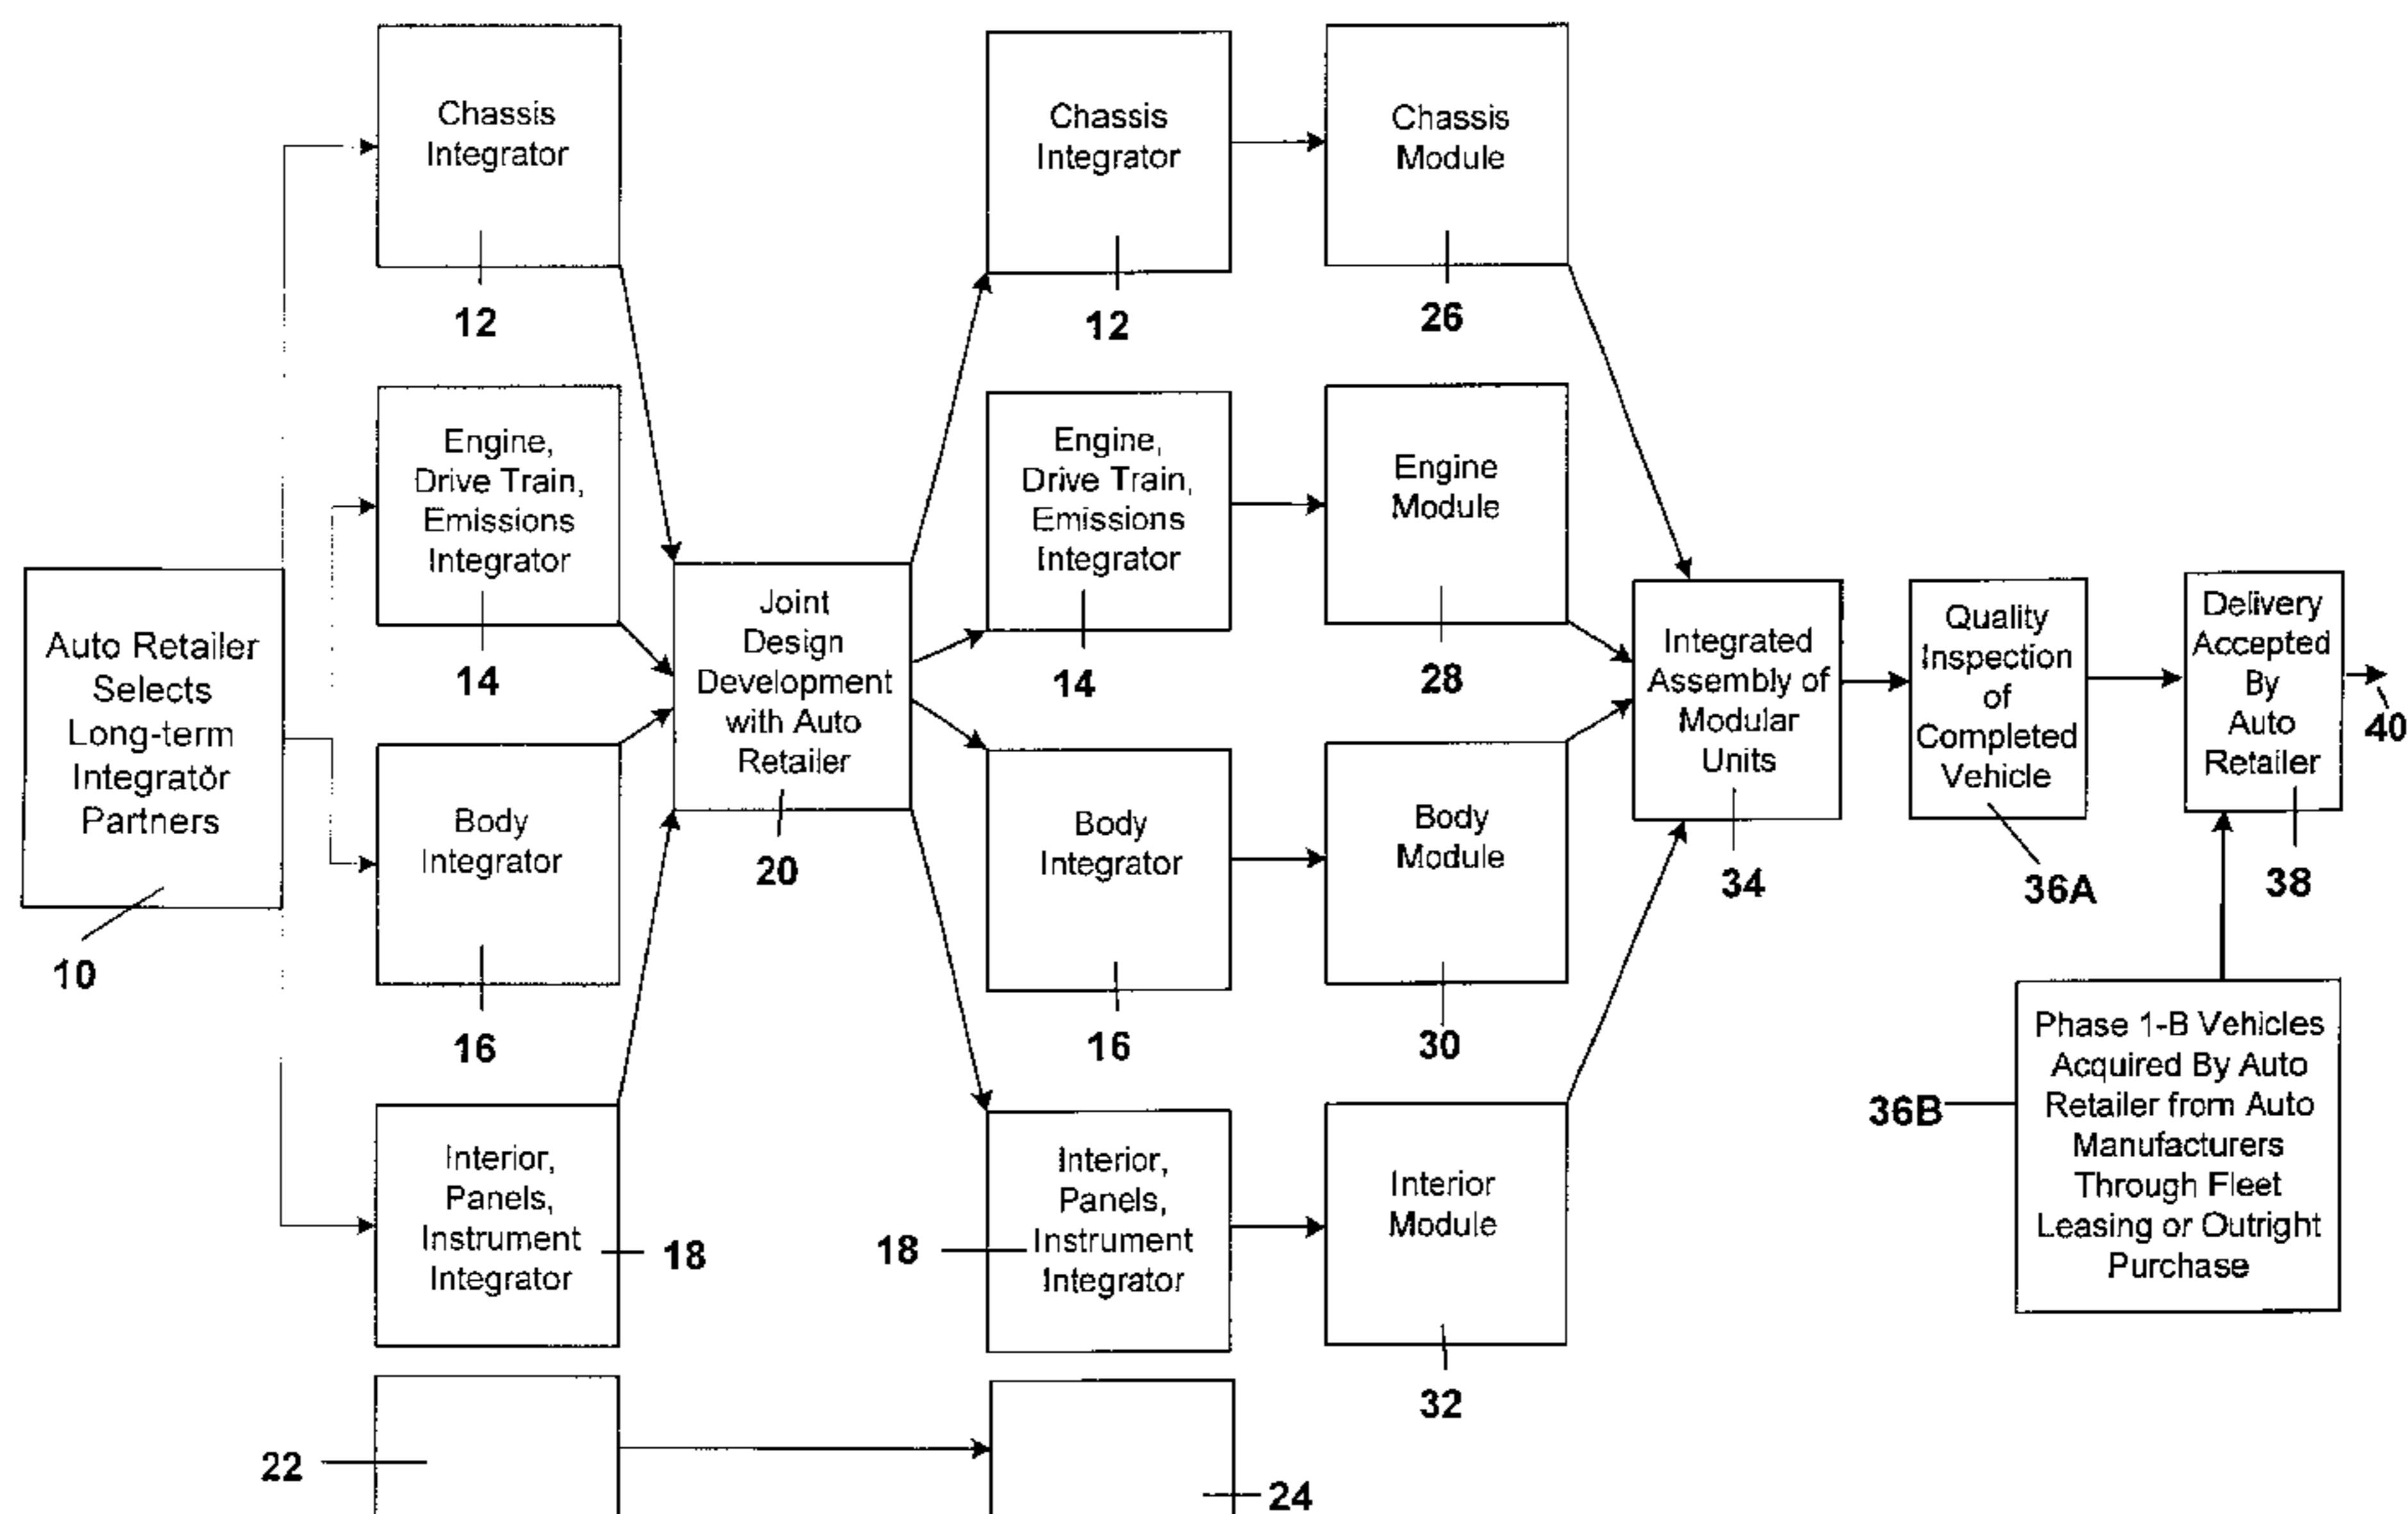 Auto Retailer
Selects
Long-term
Integrator
Partners
10
Chassis
Integrator
12
Engine,
Drive Train,
Emissions
Integrator
14
Body
Integrator
16
Interior,
Panels,
Instrument
Integrator
18
22
Joint
Design
Development
with Auto
Retailer
20
Chassis
Integrator
12
Engine,
Drive Train,
Emissions
Integrator
14
Body
Integrator
16
Interior,
Panels,
Instrument
Integrator
18
24
Chassis
Module
26
Engine
Module
28
Body
Module
30
Interior
Module
32
Integrated
Assembly of
Modular
Units
34
Quality
Inspection
of
Completed
Vehicle
36A
Delivery
Accepted
By
Auto
Retailer
38
40
Phase 1-B Vehicles
Acquired By Auto
Retailer from Auto
Manufacturers
Through Fleet
Leasing or Outright
Purchase
36B